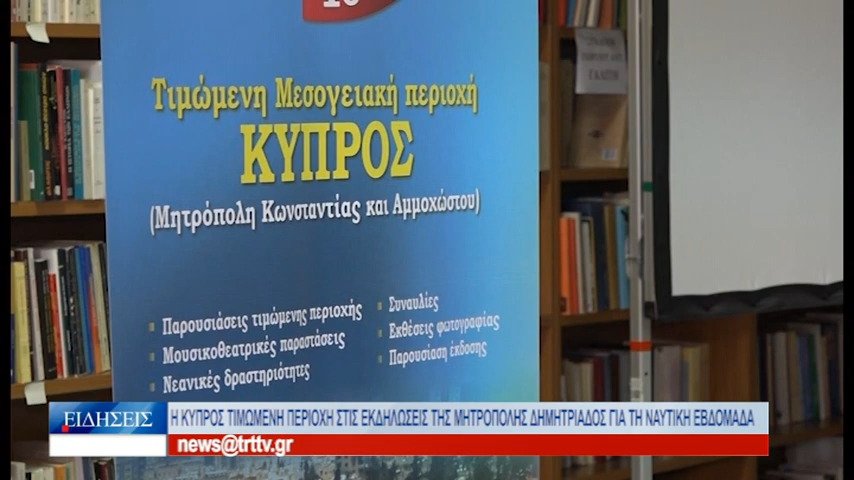 Τιμώμενη Μεσογειακή περιοχή
ΚΥΠΡΟΣ
(Μητρόπολη Κωνσταντίας και Αμμοχώστου)
Παρουσιάσεις τιμώμενης περιοχής
Μουσικοθεατρικές παραστάσεις
Νεανικές δραστηριότητες
Συναυλίες
Εκθέσεις φωτογραφίας
Παρουσίαση έκδοσης
ΕΙΔΗΣΕΙΣ
Η ΚΥΠΡΟΣ ΤΙΜΩΜΕΝΗ ΠΕΡΙΟΧΗ ΣΤΙΣ ΕΚΔΗΛΩΣΕΙΣ ΤΗΣ ΜΗΤΡΟΠΟΛΗΣ ΔΗΜΗΤΡΙΑΔΟΣ ΓΙΑ ΤΗ ΝΑΥΤΙΚΗ ΕΒΔΟΜΑΔΑ
news@trttv.gr